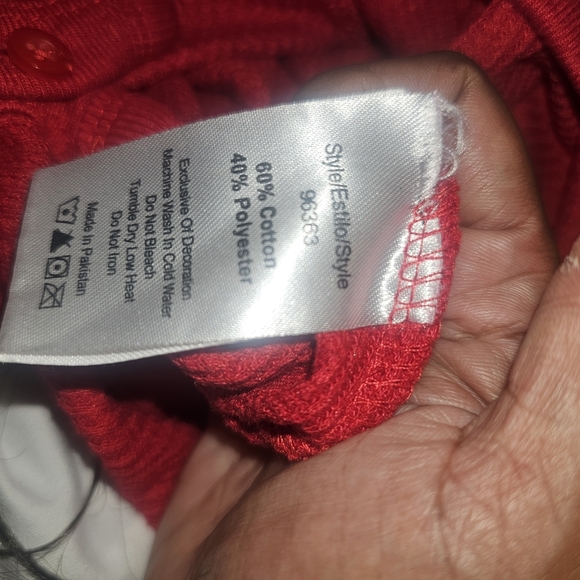 Style/Estilo/Style
96363
60% Cotton
40% Polyester
Exclusive Of Decoration
Machine Wash In Cold Water
Do Not Bleach
Tumble Dry Low Heat
Do Not Iron
Made In Pakistan